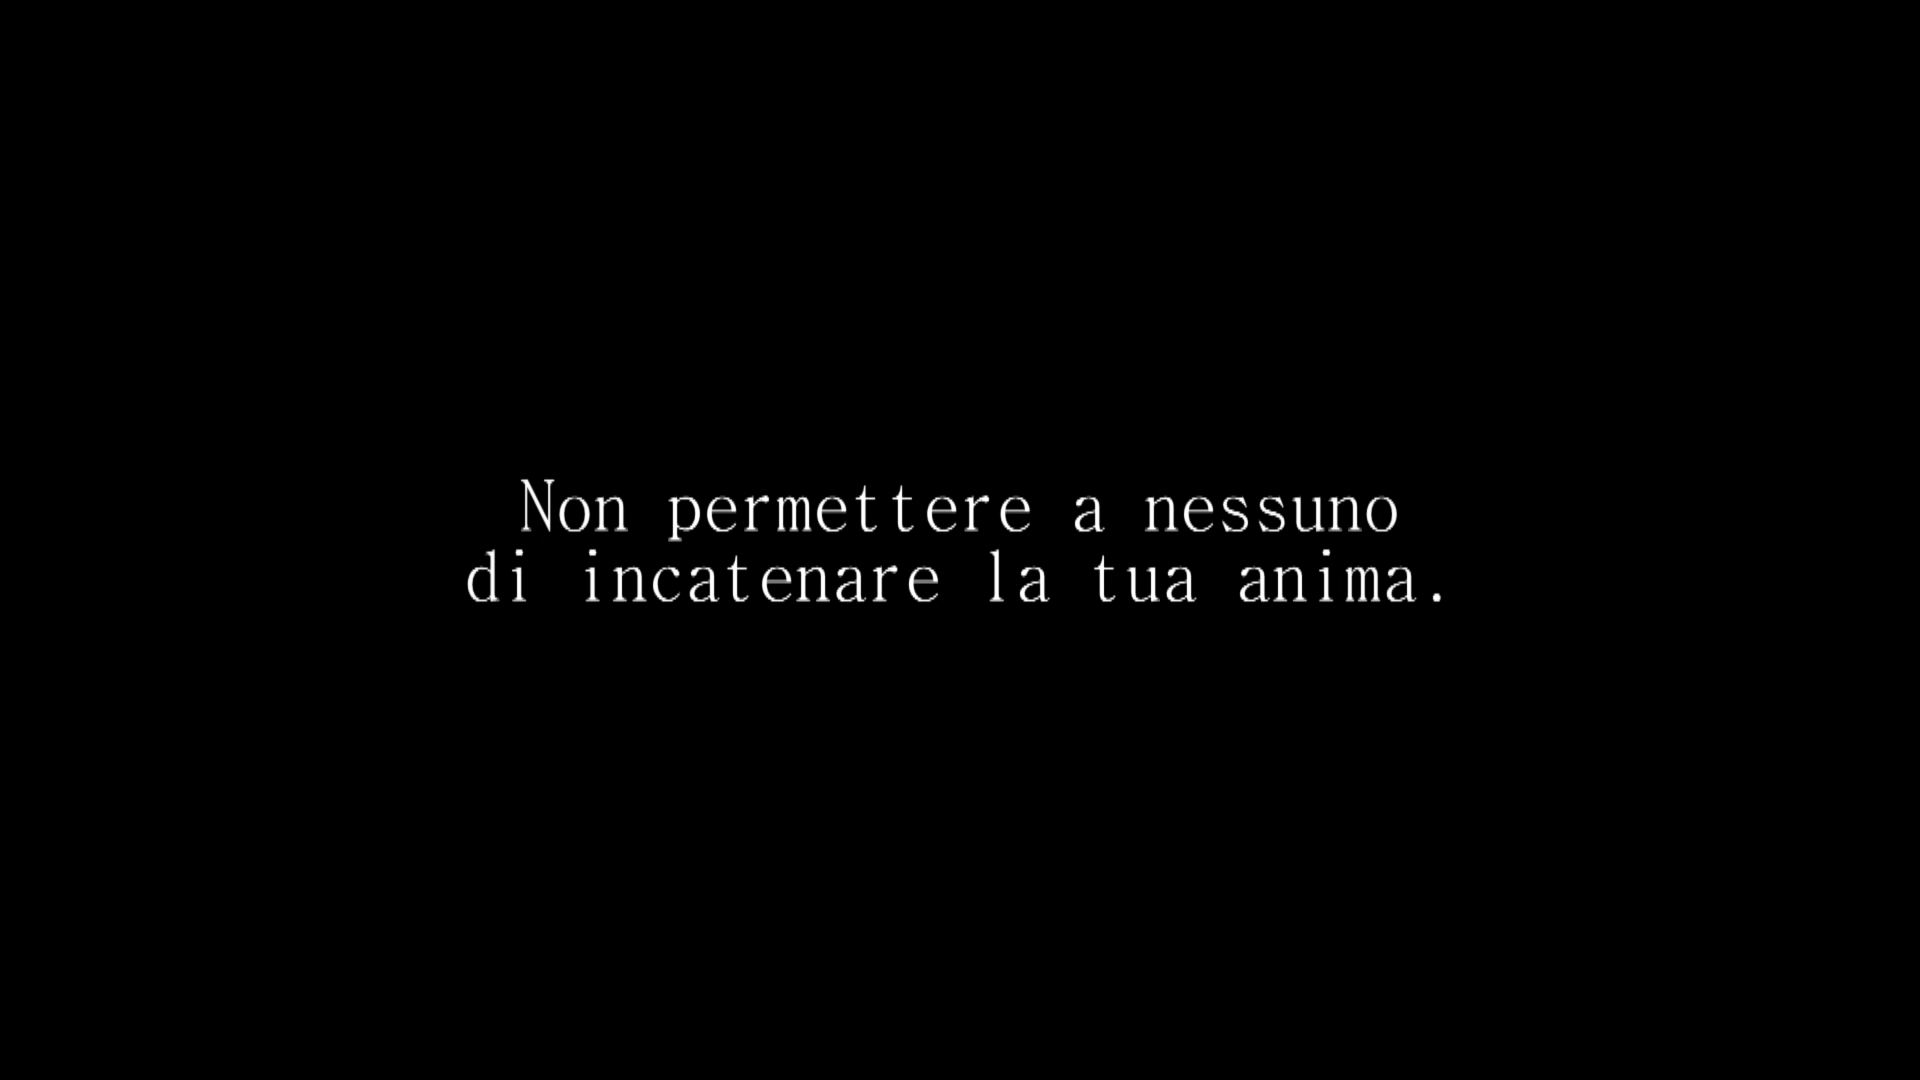 Non permettere a nessuno
di incatenare la tua anima.